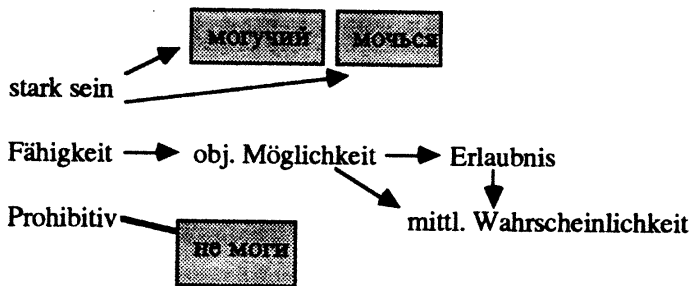 могучий мочься
stark sein
Fähigkeit obj. Möglichkeit Erlaubnis
Prohibitiv
mittl. Wahrscheinlichkeit
не моги